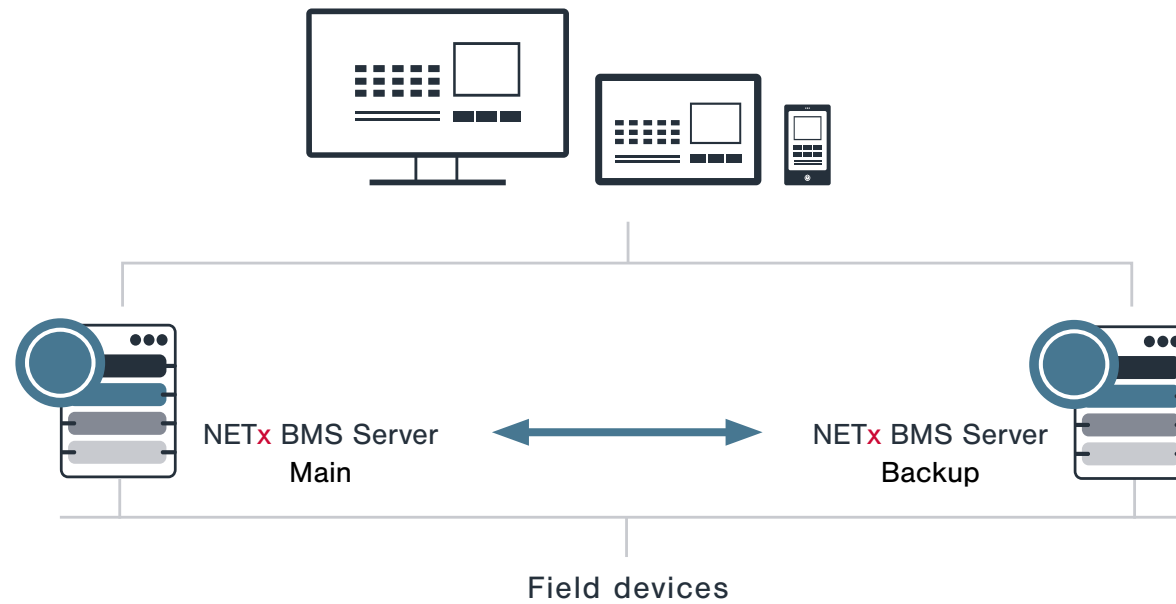 NETx BMS Server
Main
NETx BMS Server
Backup
Field devices